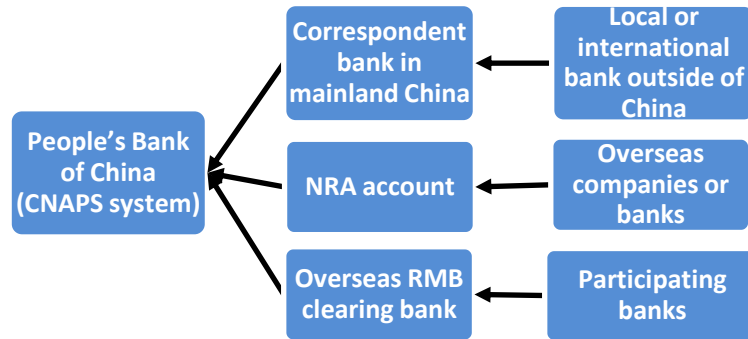 Correspondent
bank in
mainland China
Local or
international
bank outside of
China
People’s Bank
of China
(CNAPS system)
NRA account
Overseas
companies or
banks
Overseas RMB
clearing bank
Participating
banks